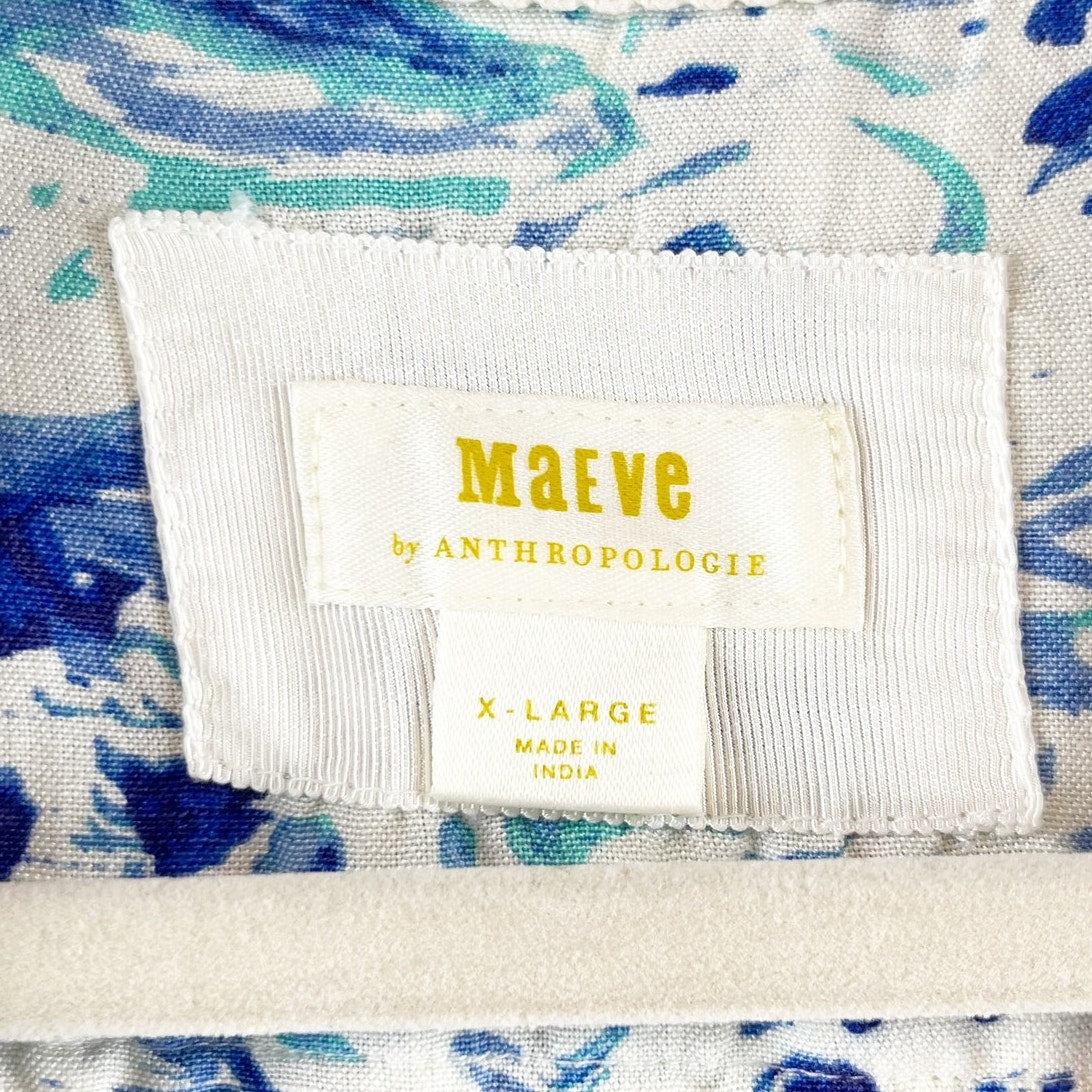 MaEve
by ANTHROPOLOGIE
X-LARGE
MADE IN
INDIA